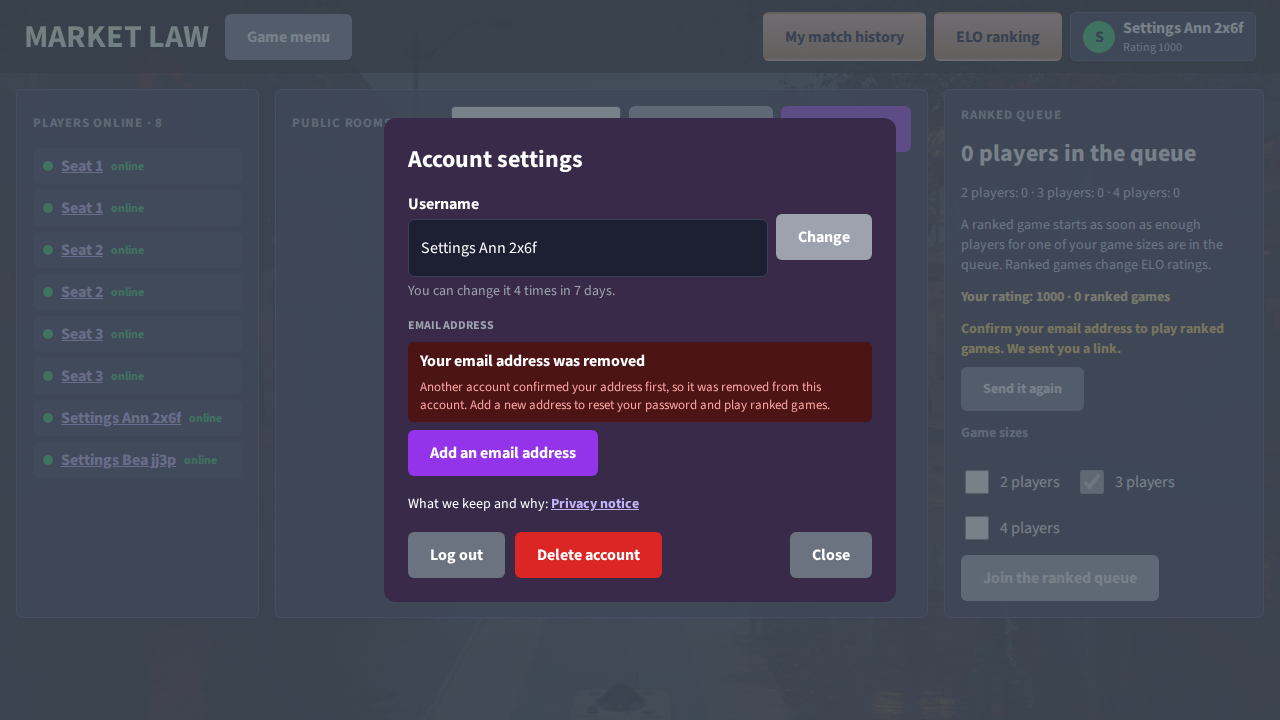 MARKET LAW
Game menu
My match history
ELO ranking
S
Settings Ann 2x6f
Rating 1000
PLAYERS ONLINE · 8
Seat 1 online
Seat 1 online
Seat 2 online
Seat 2 online
Seat 3 online
Seat 3 online
Settings Ann 2x6f online
Settings Bea jj3p online
PUBLIC ROOMS
Account settings
Username
Settings Ann 2x6f
Change
You can change it 4 times in 7 days.
EMAIL ADDRESS
Your email address was removed
Another account confirmed your address first, so it was removed from this
account. Add a new address to reset your password and play ranked games.
Add an email address
What we keep and why: Privacy notice
Log out
Delete account
Close
RANKED QUEUE
0 players in the queue
2 players: 0 · 3 players: 0 · 4 players: 0
A ranked game starts as soon as enough
players for one of your game sizes are in the
queue. Ranked games change ELO ratings.
Your rating: 1000 · 0 ranked games
Confirm your email address to play ranked
games. We sent you a link.
Send it again
Game sizes
2 players
3 players
4 players
Join the ranked queue